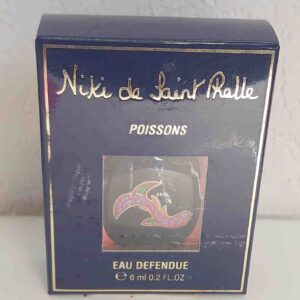 Niki de Saint Phalle
POISSONS
EAU DEFENDUE
℮ 6 ml 0.2 FL.OZ